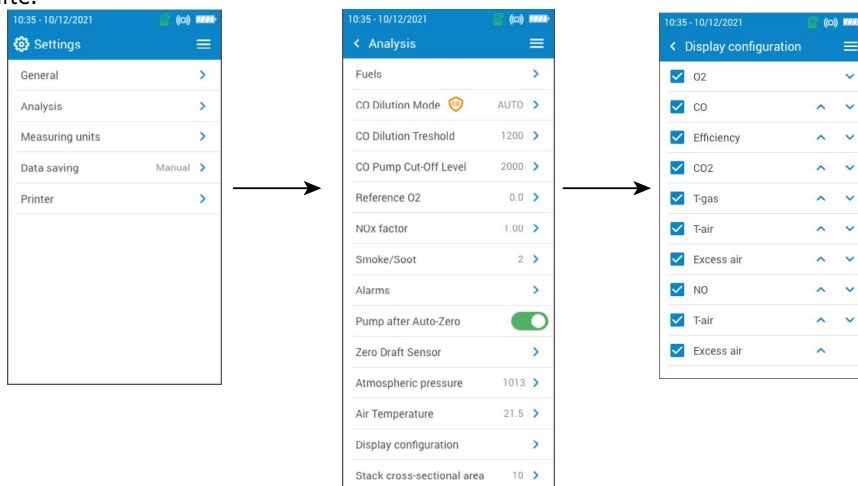 10:35 - 10/12/2021
Settings
General
Analysis
Measuring units
Data saving Manual
Printer
10:35 - 10/12/2021
Analysis
Fuels
CO Dilution Mode CO AUTO
CO Dilution Treshold 1200
CO Pump Cut-Off Level 2000
Reference O2 0.0
NOx factor 1.00
Smoke/Soot 2
Alarms
Pump after Auto-Zero
Zero Draft Sensor
Atmospheric pressure 1013
Air Temperature 21.5
Display configuration
Stack cross-sectional area 10
10:35 - 10/12/2021
Display configuration
O2
CO
Efficiency
CO2
T-gas
T-air
Excess air
NO
T-air
Excess air